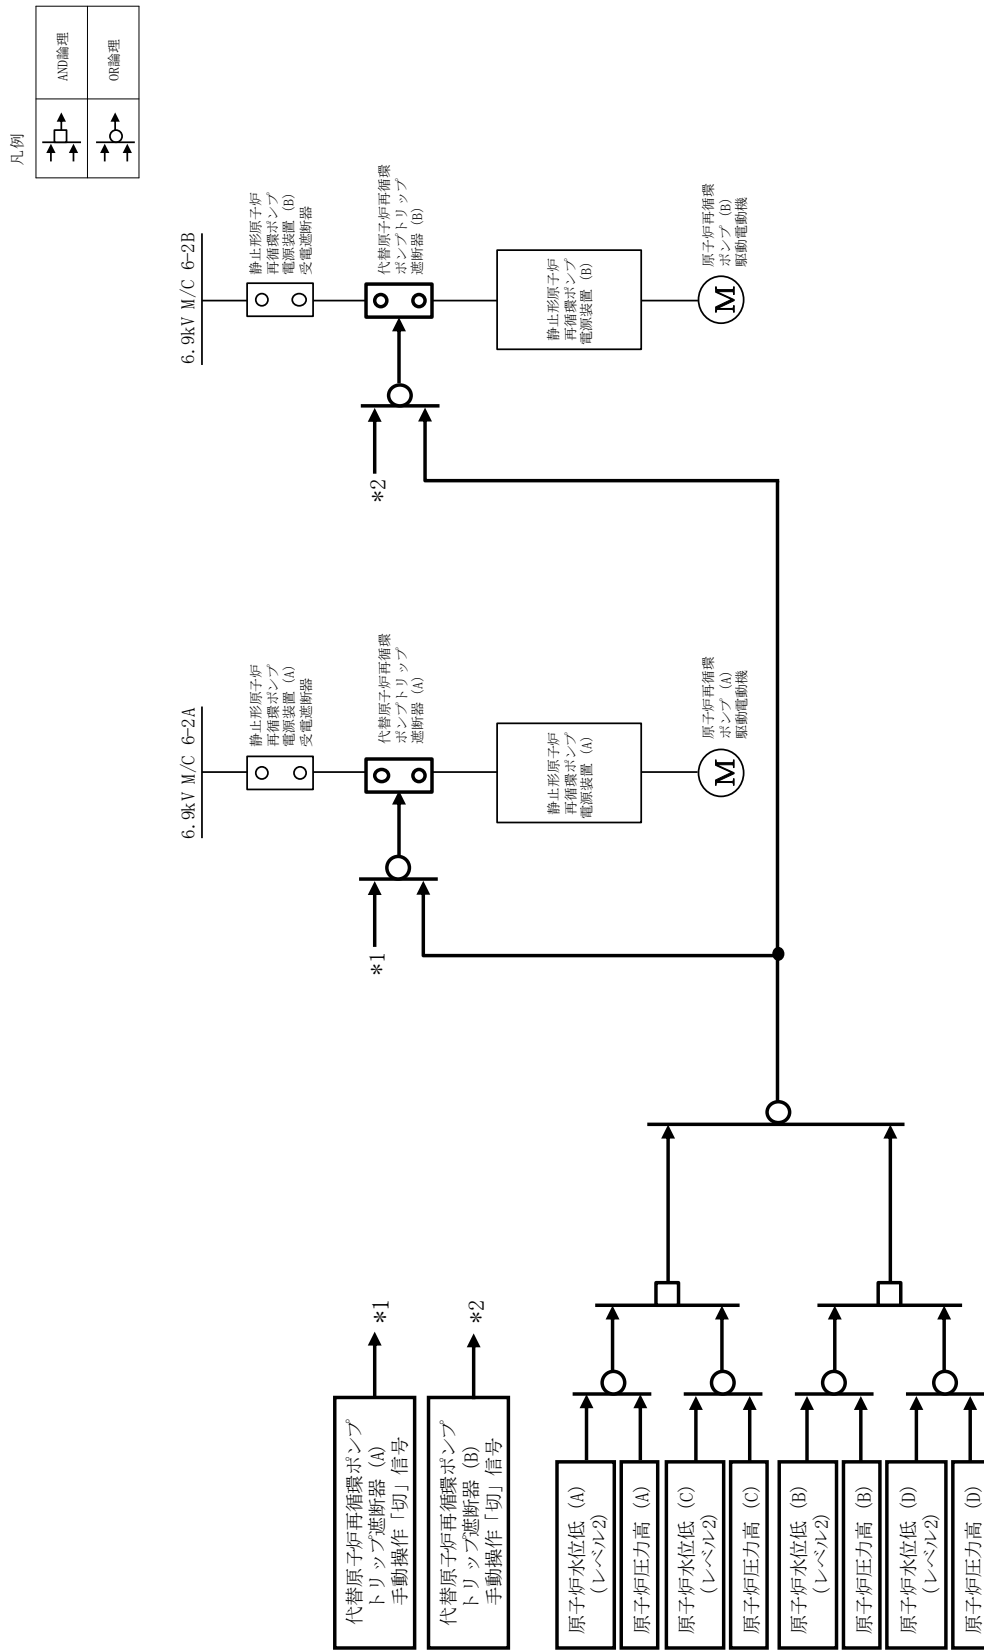 凡例
AND論理
OR論理
6.9kV M/C 6-2A
静止形原子炉
再循環ポンプ
電源装置 (A)
受電遮断器
代替原子炉再循環
ポンプトリップ
遮断器 (A)
*1
静止形原子炉
再循環ポンプ
電源装置 (A)
M
原子炉再循環
ポンプ (A)
駆動電動機
6.9kV M/C 6-2B
静止形原子炉
再循環ポンプ
電源装置 (B)
受電遮断器
代替原子炉再循環
ポンプトリップ
遮断器 (B)
*2
静止形原子炉
再循環ポンプ
電源装置 (B)
M
原子炉再循環
ポンプ (B)
駆動電動機
代替原子炉再循環ポンプ
トリップ遮断器 (A)
手動操作「切」信号
*1
代替原子炉再循環ポンプ
トリップ遮断器 (B)
手動操作「切」信号
*2
原子炉水位低 (A)
(レベル2)
原子炉圧力高 (A)
原子炉水位低 (C)
(レベル2)
原子炉圧力高 (C)
原子炉水位低 (B)
(レベル2)
原子炉圧力高 (B)
原子炉水位低 (D)
(レベル2)
原子炉圧力高 (D)